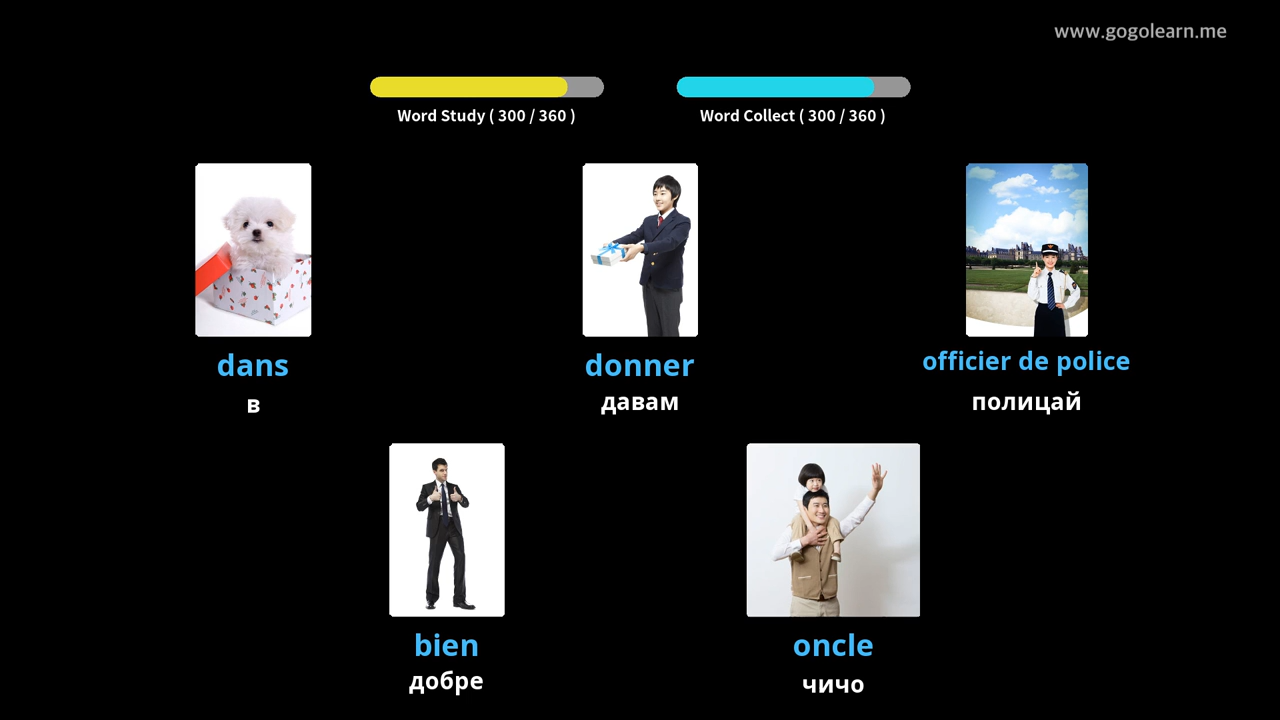 www.gogolearn.me
Word Study ( 300 / 360 )
Word Collect ( 300 / 360 )
dans
в
donner
давам
officier de police
полицай
bien
добре
oncle
чичо